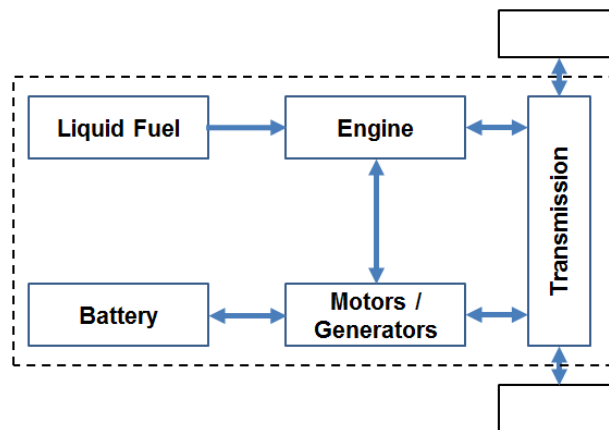 Liquid Fuel
Engine
Transmission
Battery
Motors /
Generators